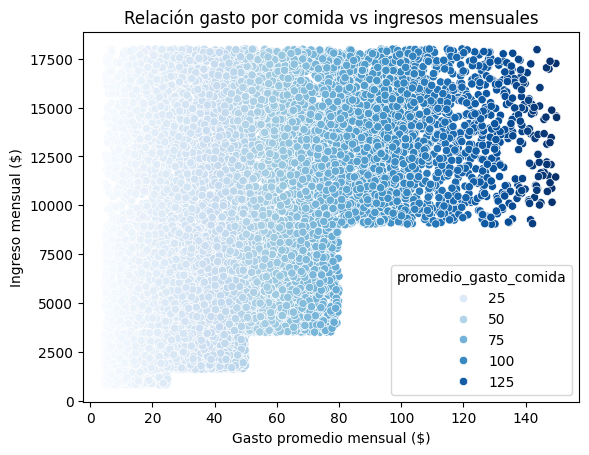 Relación gasto por comida vs ingresos mensuales
Ingreso mensual ($)
17500
15000
12500
10000
7500
5000
2500
0
promedio_gasto_comida
25
50
75
100
125
0 20 40 60 80 100 120 140
Gasto promedio mensual ($)